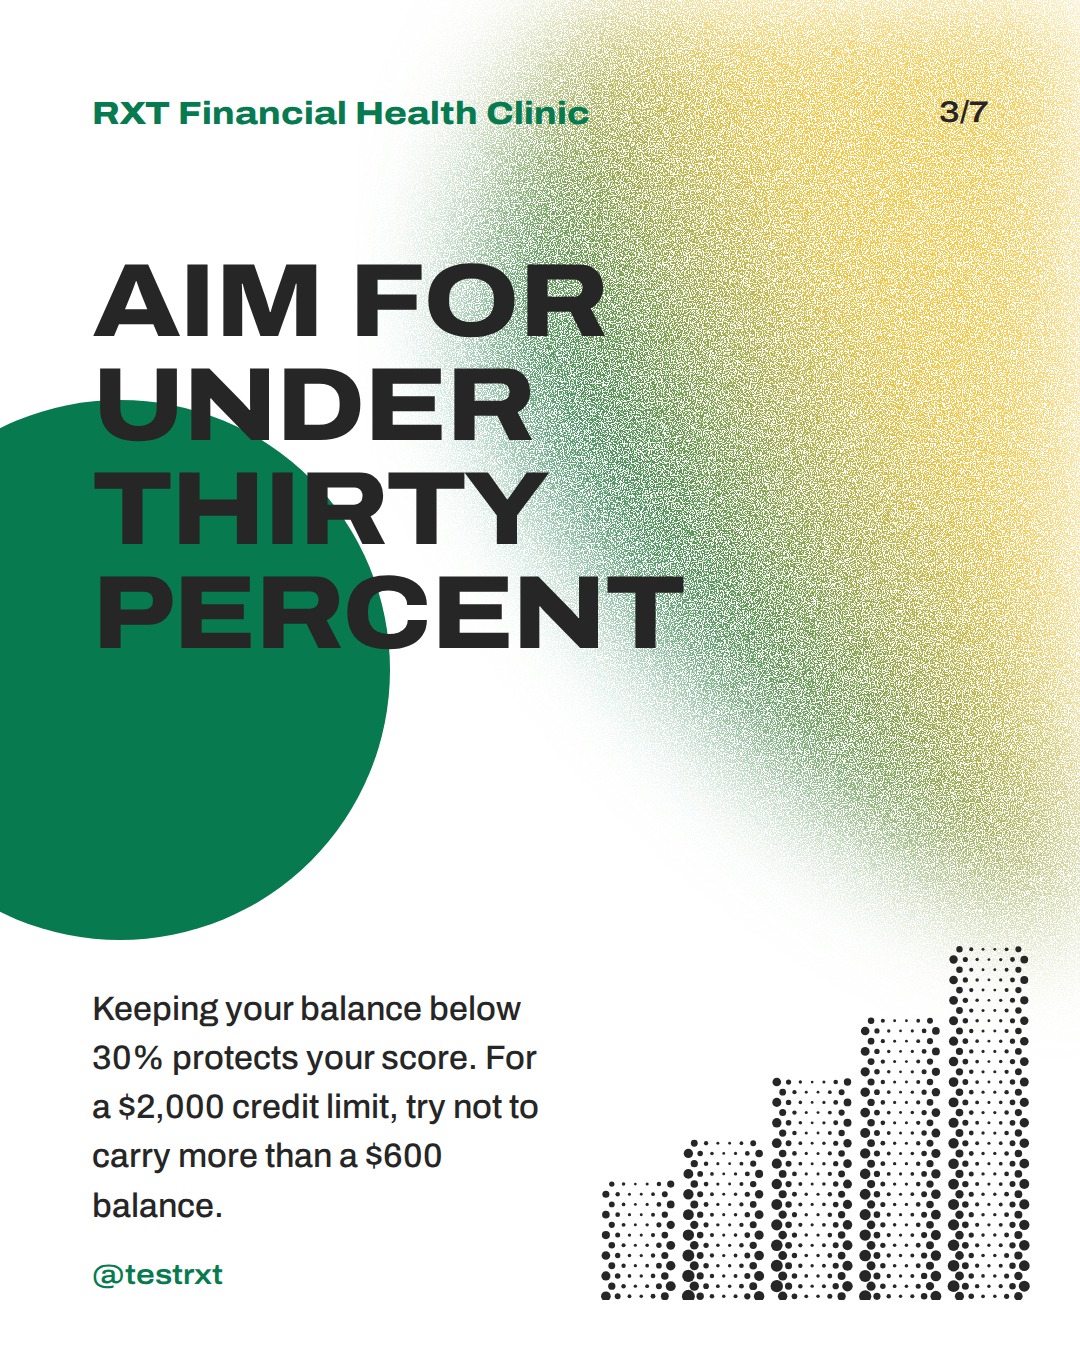 RXT Financial Health Clinic
3/7
AIM FOR
UNDER
THIRTY
PERCENT
Keeping your balance below
30% protects your score. For
a $2,000 credit limit, try not to
carry more than a $600
balance.
@testrxt